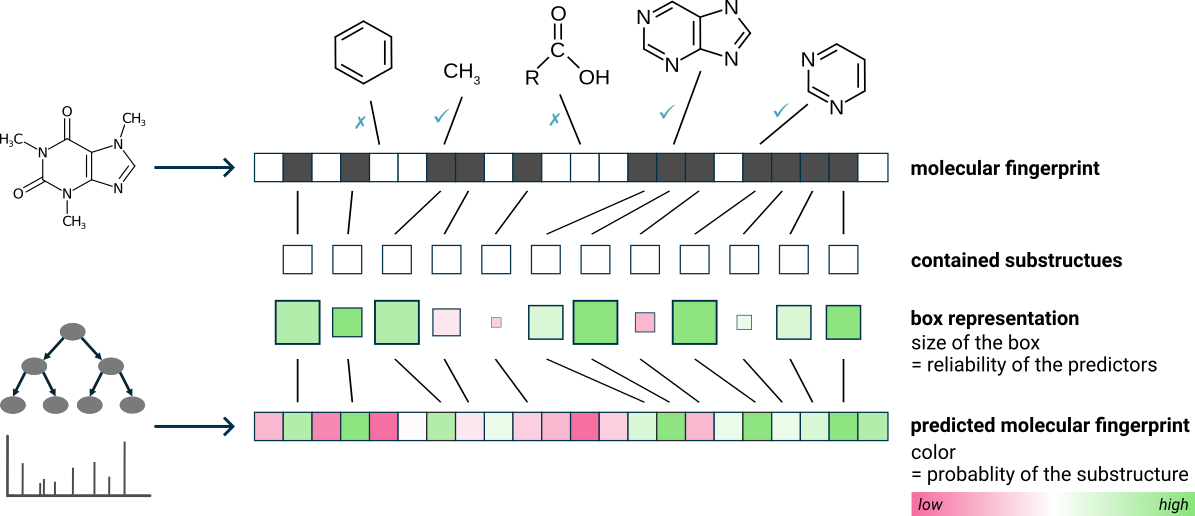 O
C
R
OH
CH₃
N
N
N
N
N
N
✗
✓
✗
✓
✓
O
CH₃
H₃C
N
N
O
N
N
CH₃
molecular fingerprint
contained substructues
box representation
size of the box
= reliability of the predictors
predicted molecular fingerprint
color
= probablity of the substructure
low
high